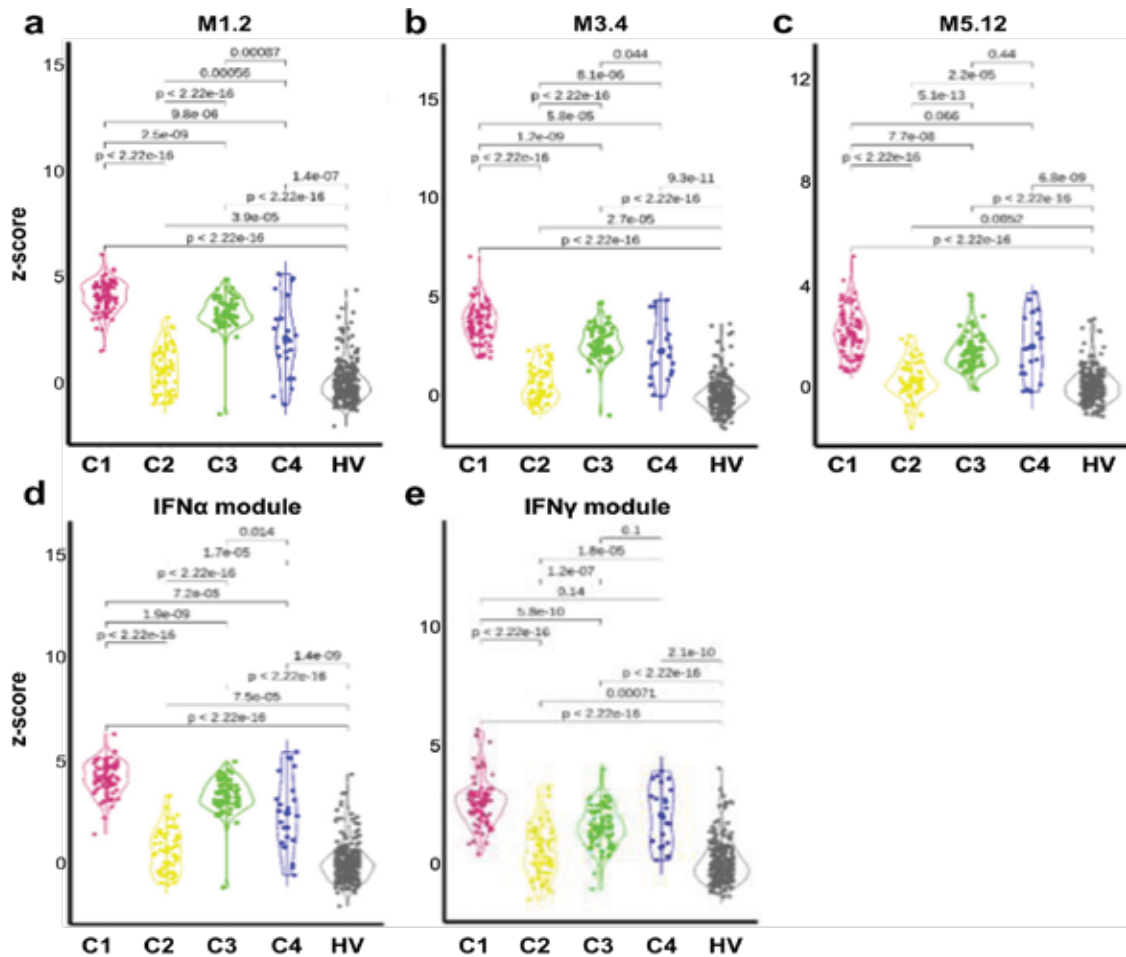 a
M1.2
15
10
5
0
z-score
0.00087
0.00056
p < 2.22e-16
9.8e-06
2.5e-09
p < 2.22e-16
1.4e-07
p < 2.22e-16
3.9e-05
p < 2.22e-16
C1 C2 C3 C4 HV
b
M3.4
15
10
5
0
0.044
8.1e-06
p < 2.22e-16
5.8e-05
1.2e-09
p < 2.22e-16
9.3e-11
p < 2.22e-16
2.7e-05
p < 2.22e-16
C1 C2 C3 C4 HV
c
M5.12
12
8
4
0
0.44
2.2e-05
5.1e-13
0.066
7.7e-08
p < 2.22e-16
6.8e-09
p < 2.22e-16
0.0052
p < 2.22e-16
C1 C2 C3 C4 HV
d
IFNα module
15
10
5
0
z-score
0.014
1.7e-05
p < 2.22e-16
7.2e-05
1.9e-09
p < 2.22e-16
1.4e-09
p < 2.22e-16
7.5e-05
p < 2.22e-16
C1 C2 C3 C4 HV
e
IFNγ module
10
5
0
0.1
1.8e-05
1.2e-07
0.14
5.8e-10
p < 2.22e-16
2.1e-10
p < 2.22e-16
0.00071
p < 2.22e-16
C1 C2 C3 C4 HV